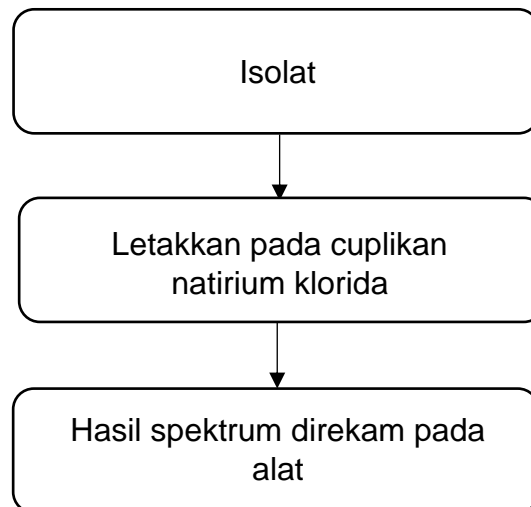 Isolat
Letakkan pada cuplikan
natirium klorida
Hasil spektrum direkam pada
alat